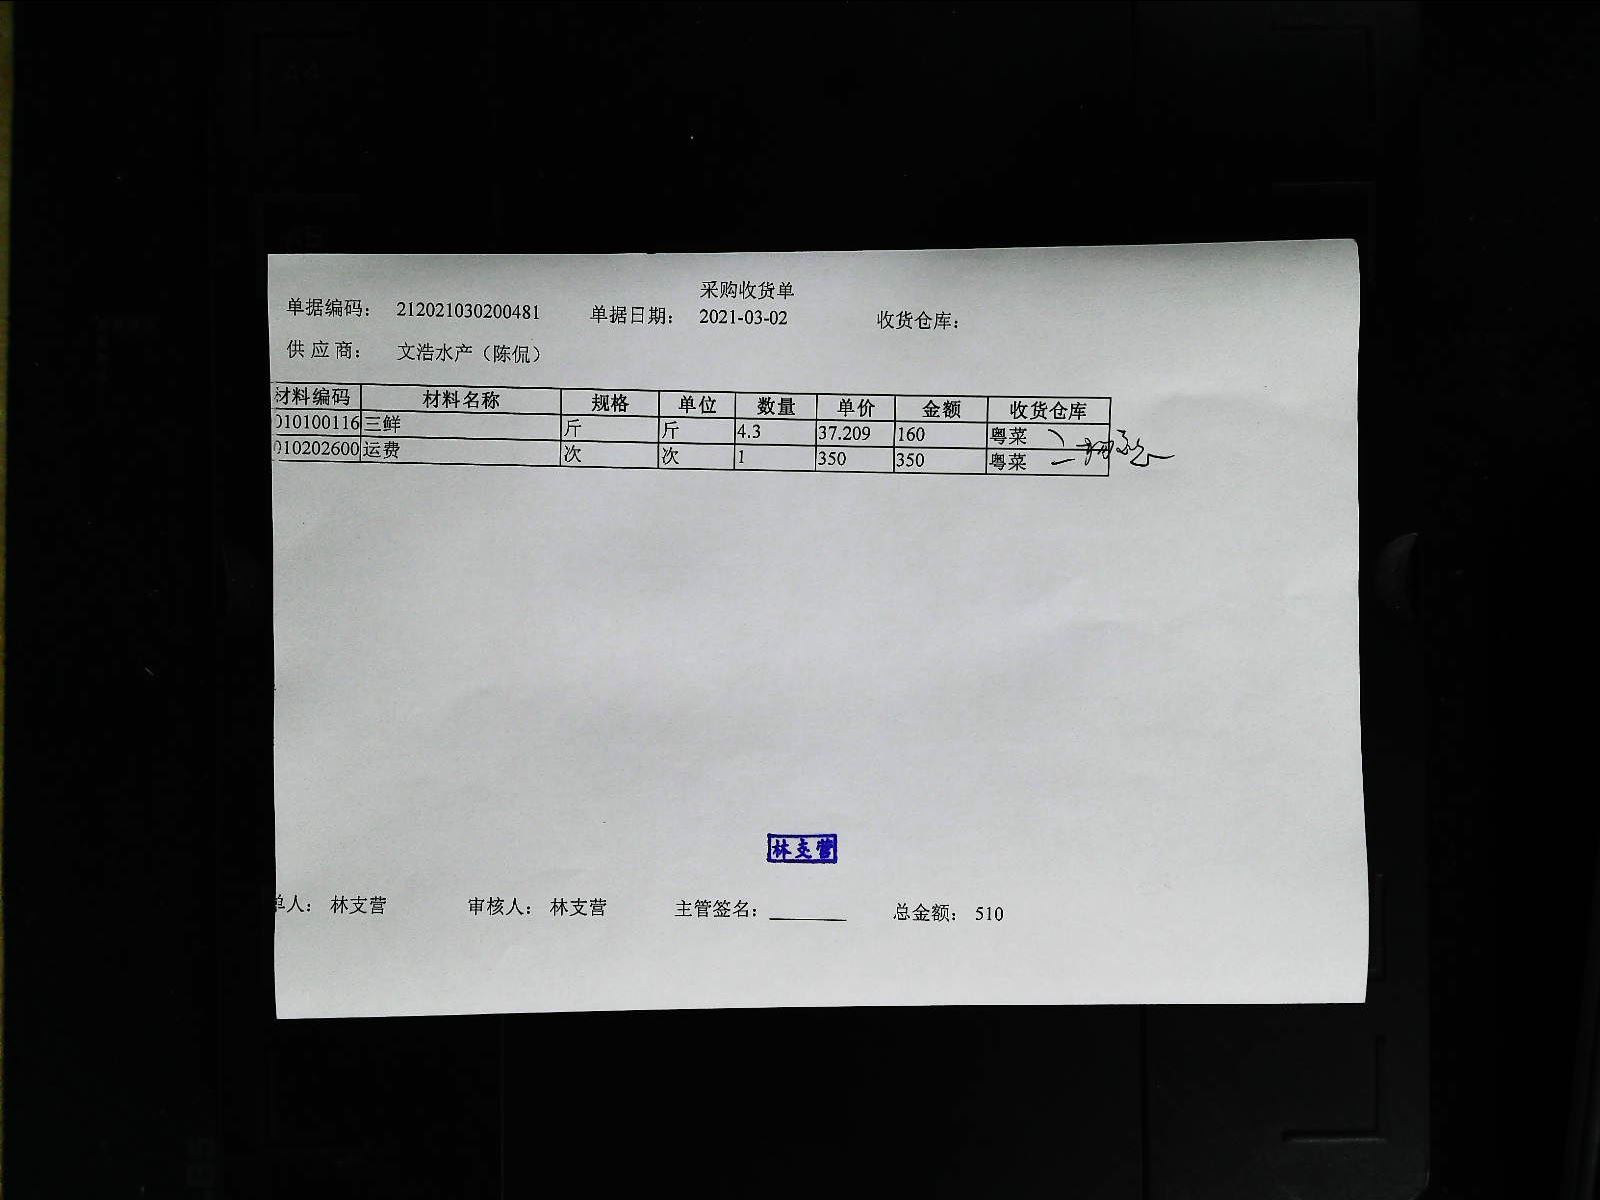 采购收货单
单据编码： 212021030200481 单据日期： 2021-03-02 收货仓库：
供 应 商： 文浩水产（陈侃）
材料编码 材料名称 规格 单位 数量 单价 金额 收货仓库
010100116 三鲜 斤 斤 4.3 37.209 160 粤菜
010202600 运费 次 次 1 350 350 粤菜
林支营
单人： 林支营 审核人： 林支营 主管签名： 总金额： 510